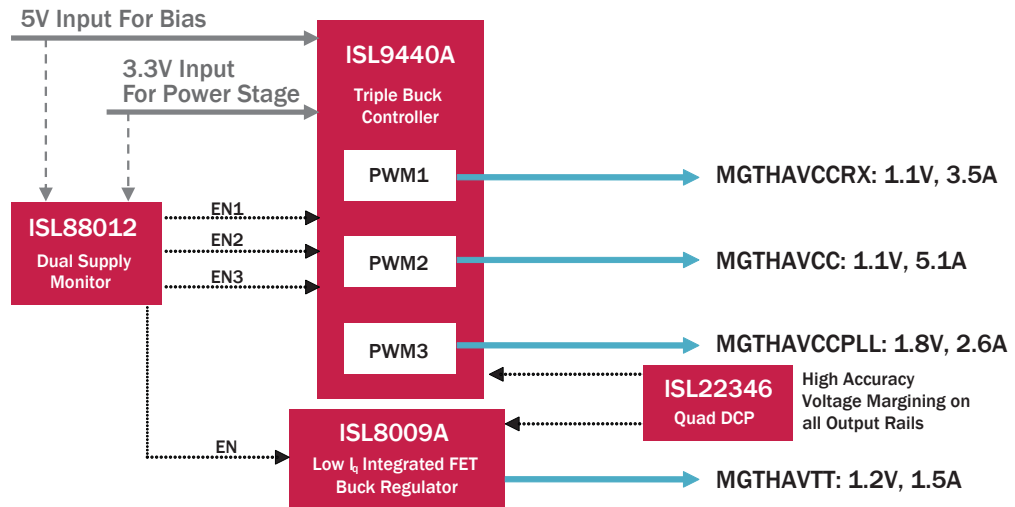 5V Input For Bias
3.3V Input
For Power Stage
ISL9440A
Triple Buck
Controller
PWM1
MGTHAVCCRX: 1.1V, 3.5A
ISL88012
Dual Supply
Monitor
EN1
EN2
EN3
PWM2
MGTHAVCC: 1.1V, 5.1A
PWM3
MGTHAVCCPLL: 1.8V, 2.6A
ISL22346
Quad DCP
High Accuracy
Voltage Margining on
all Output Rails
EN
ISL8009A
Low Iq Integrated FET
Buck Regulator
MGTHAVTT: 1.2V, 1.5A